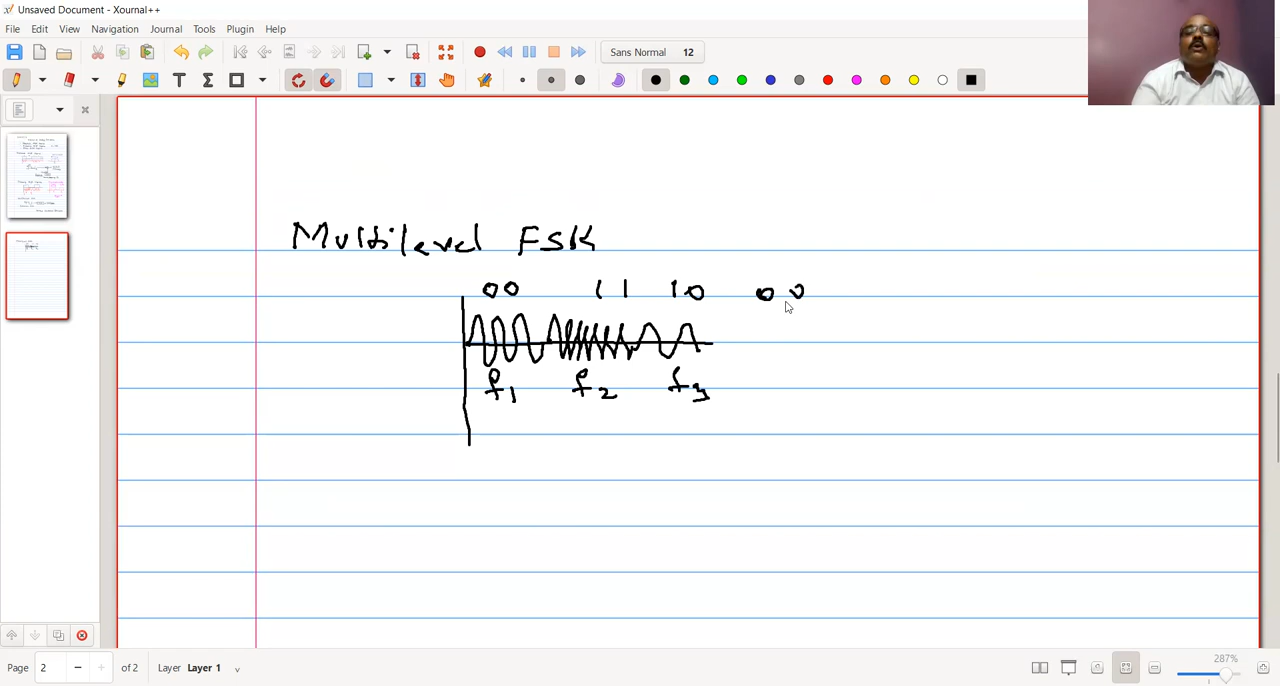 Unsaved Document - Xournal++
File Edit View Navigation Journal Tools Plugin Help
Sans Normal 12
Multilevel FSK
00 11 10 00
f1 f2 f3
Page 2 of 2 Layer Layer 1 287%